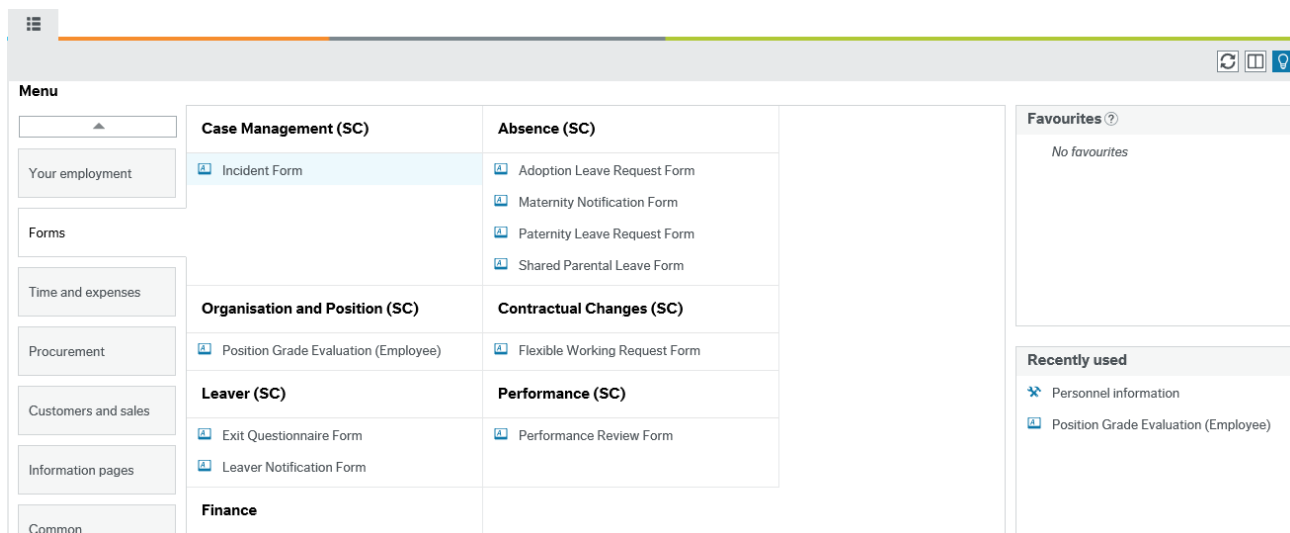 Menu
Your employment
Forms
Time and expenses
Procurement
Customers and sales
Information pages
Common
Case Management (SC)
Incident Form
Absence (SC)
Adoption Leave Request Form
Maternity Notification Form
Paternity Leave Request Form
Shared Parental Leave Form
Organisation and Position (SC)
Position Grade Evaluation (Employee)
Contractual Changes (SC)
Flexible Working Request Form
Leaver (SC)
Exit Questionnaire Form
Leaver Notification Form
Performance (SC)
Performance Review Form
Finance
Favourites ?
No favourites
Recently used
Personnel information
Position Grade Evaluation (Employee)